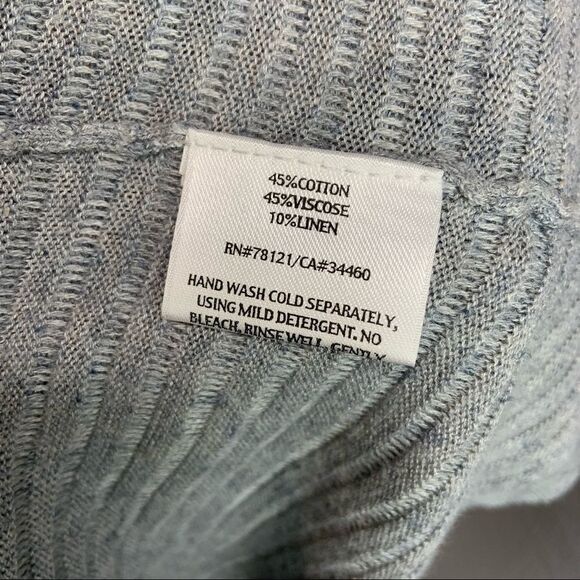 45%COTTON
45%VISCOSE
10%LINEN
RN#78121/CA#34460
HAND WASH COLD SEPARATELY,
USING MILD DETERGENT. NO
BLEACH, RINSE WELL, GENTLY